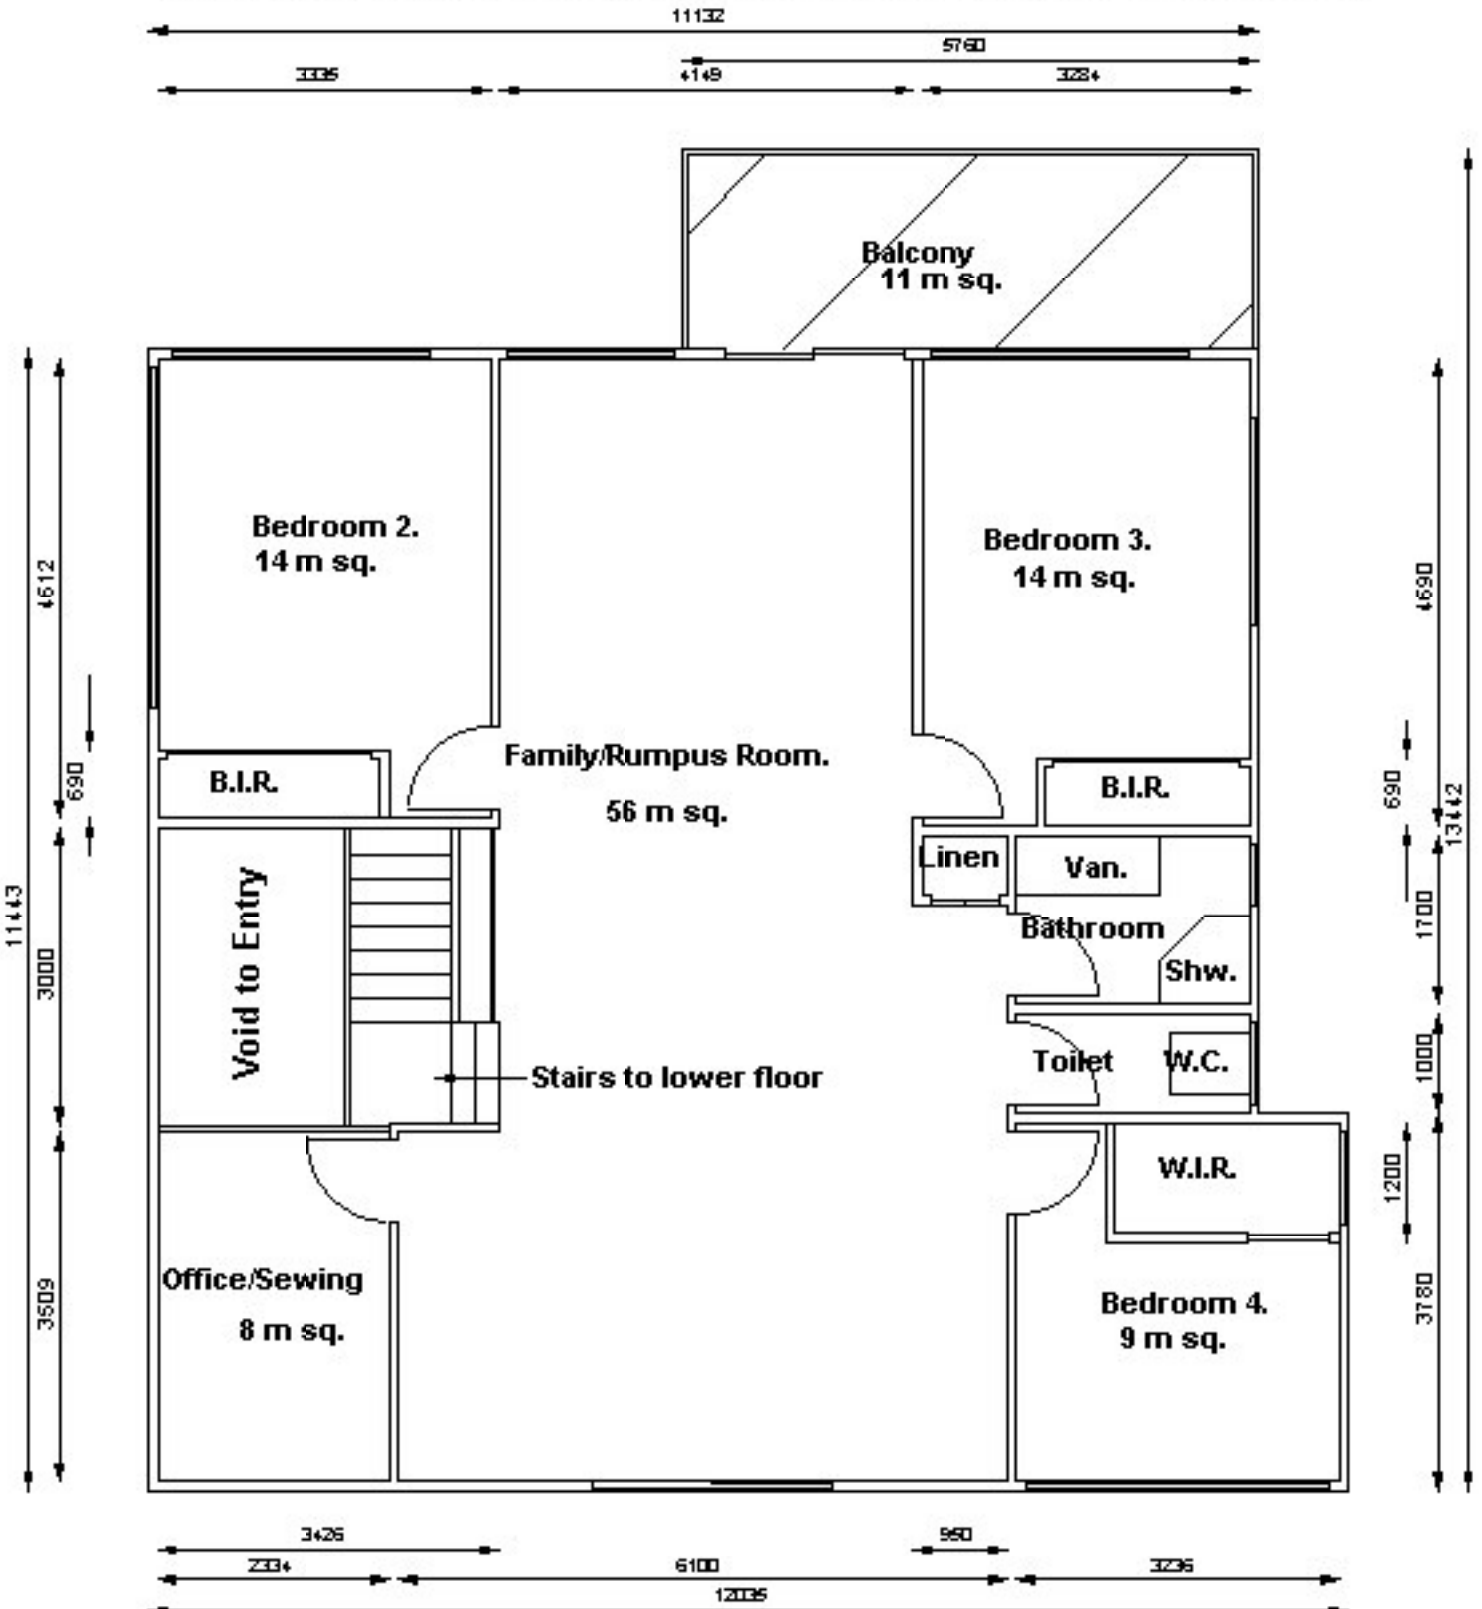 11132
5760
3335
4149
3284
Balcony
11 m sq.
Bedroom 2.
14 m sq.
Bedroom 3.
14 m sq.
4612
4690
Family/Rumpus Room.
56 m sq.
690
B.I.R.
B.I.R.
690
13442
Linen
Van.
11443
3000
Void to Entry
Bathroom
Shw.
1700
Stairs to lower floor
Toilet
W.C.
1000
W.I.R.
1200
Office/Sewing
8 m sq.
3509
Bedroom 4.
9 m sq.
3780
3426
950
2334
6100
3236
12035